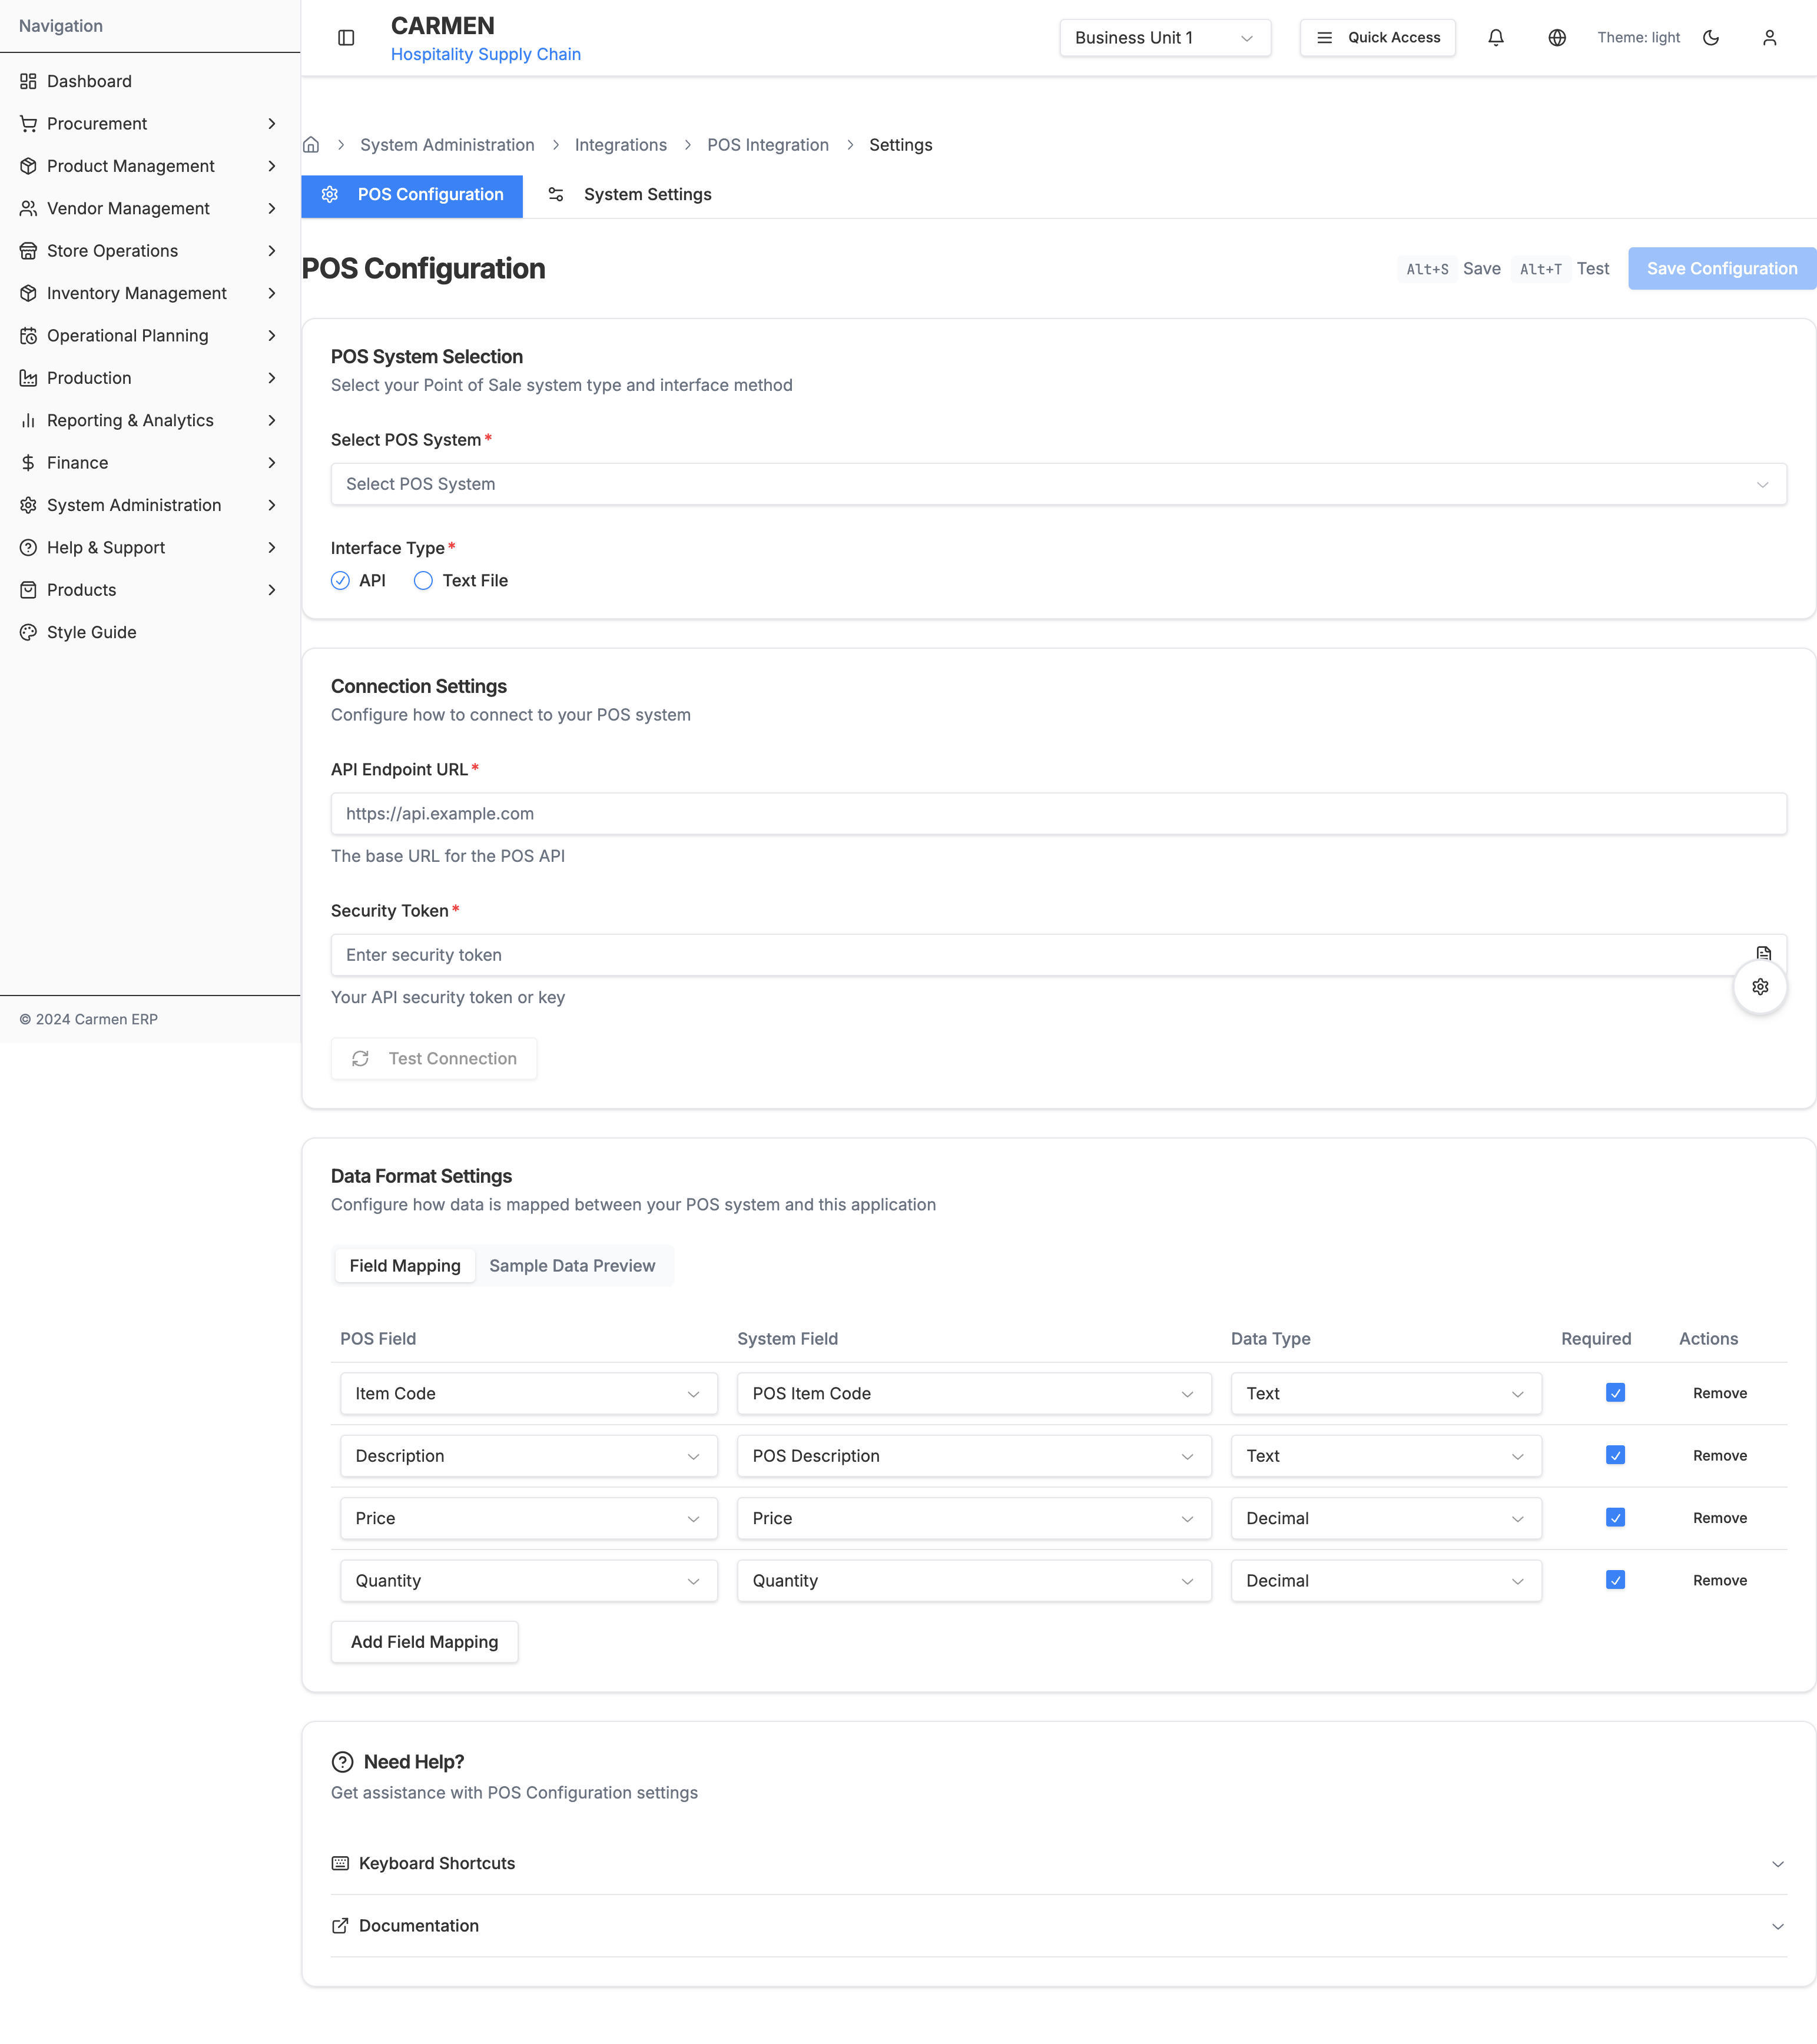 Navigation
Dashboard
Procurement
Product Management
Vendor Management
Store Operations
Inventory Management
Operational Planning
Production
Reporting & Analytics
Finance
System Administration
Help & Support
Products
Style Guide
© 2024 Carmen ERP
CARMEN
Hospitality Supply Chain
Business Unit 1
Quick Access
Theme: light
System Administration
Integrations
POS Integration
Settings
POS Configuration
System Settings
POS Configuration
Alt+S Save Alt+T Test
Save Configuration
POS System Selection
Select your Point of Sale system type and interface method
Select POS System*
Select POS System
Interface Type*
API Text File
Connection Settings
Configure how to connect to your POS system
API Endpoint URL*
https://api.example.com
The base URL for the POS API
Security Token*
Enter security token
Your API security token or key
Test Connection
Data Format Settings
Configure how data is mapped between your POS system and this application
Field Mapping Sample Data Preview
POS Field System Field Data Type Required Actions
Item Code POS Item Code Text Remove
Description POS Description Text Remove
Price Price Decimal Remove
Quantity Quantity Decimal Remove
Add Field Mapping
Need Help?
Get assistance with POS Configuration settings
Keyboard Shortcuts
Documentation